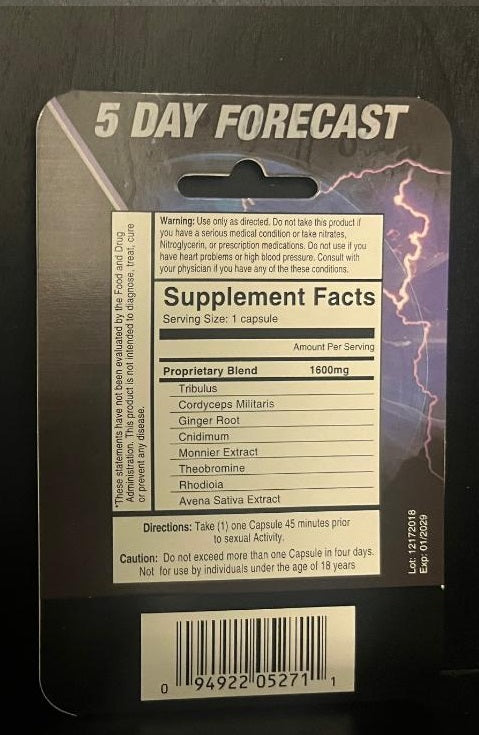 5 DAY FORECAST
Warning: Use only as directed. Do not take this product if
you have a serious medical condition or take nitrates,
Nitroglycerin, or prescription medications. Do not use if you
have heart problems or high blood pressure. Consult with
your physician if you have any of the these conditions.
*These statements have not been evaluated by the Food and Drug
Administration. This product is not intended to diagnose, treat, cure
or prevent any disease.
Supplement Facts
Serving Size: 1 capsule
Amount Per Serving
Proprietary Blend 1600mg
Tribulus
Cordyceps Militaris
Ginger Root
Cnidimum
Monnier Extract
Theobromine
Rhodioia
Avena Sativa Extract
Directions: Take (1) one Capsule 45 minutes prior
to sexual Activity.
Caution: Do not exceed more than one Capsule in four days.
Not for use by individuals under the age of 18 years
Lot: 12172018
Exp: 01/2029
0 94922 05271 1